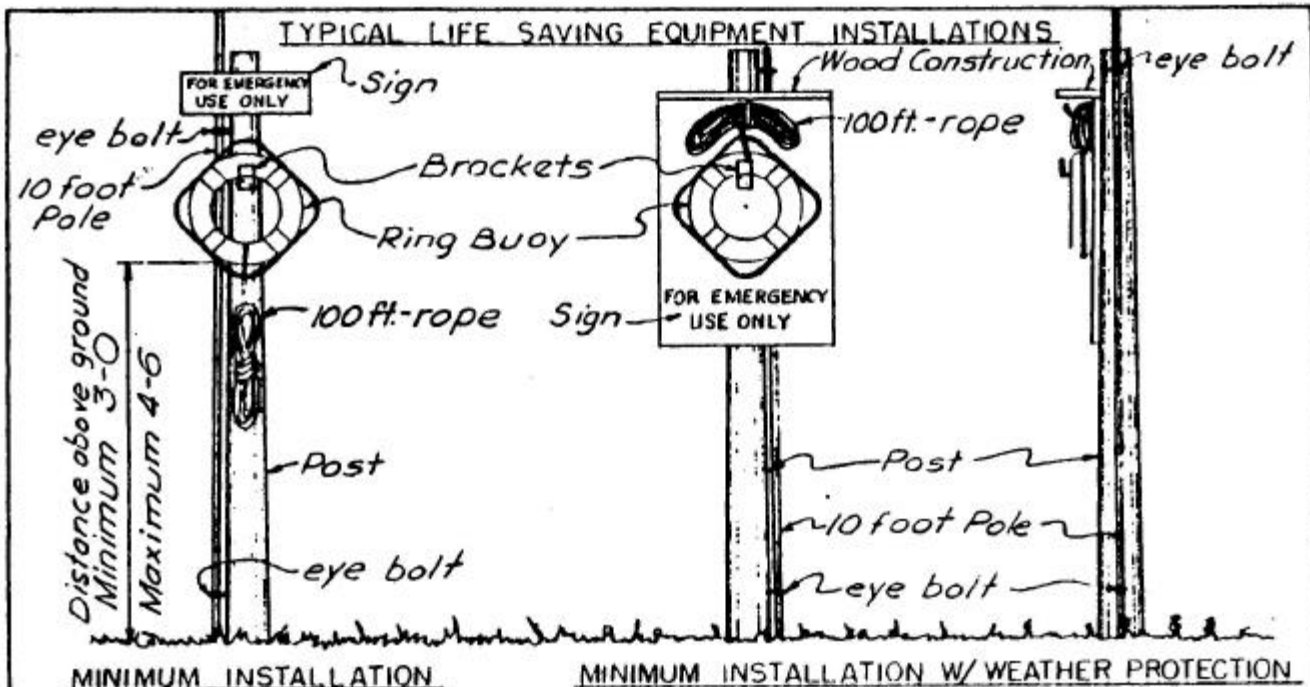 TYPICAL LIFE SAVING EQUIPMENT INSTALLATIONS
FOR EMERGENCY
USE ONLY
Sign
eye bolt
10 foot
Pole
Brackets
Ring Buoy
100 ft.-rope
Distance above ground
Minimum 3-0
Maximum 4-6
Post
eye bolt
MINIMUM INSTALLATION
Wood Construction
eye bolt
100 ft.-rope
FOR EMERGENCY
USE ONLY
Sign
Post
10 foot Pole
eye bolt
MINIMUM INSTALLATION W/ WEATHER PROTECTION